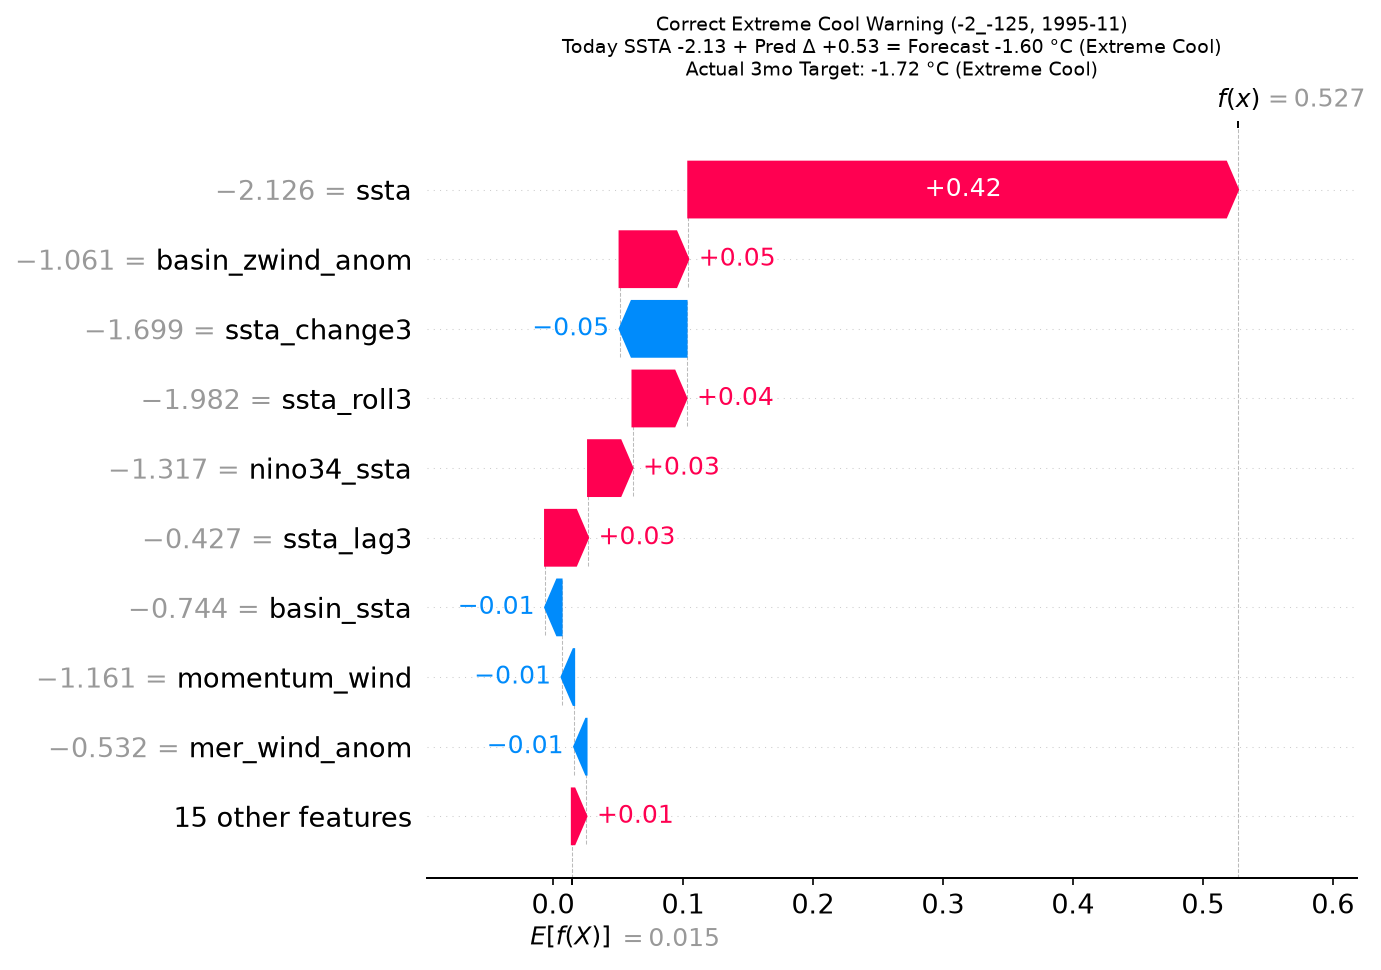 Correct Extreme Cool Warning (-2_-125, 1995-11)
Today SSTA -2.13 + Pred Δ +0.53 = Forecast -1.60 °C (Extreme Cool)
Actual 3mo Target: -1.72 °C (Extreme Cool)
f(x) = 0.527
−2.126 = ssta
+0.42
−1.061 = basin_zwind_anom
+0.05
−1.699 = ssta_change3
−0.05
−1.982 = ssta_roll3
+0.04
−1.317 = nino34_ssta
+0.03
−0.427 = ssta_lag3
+0.03
−0.744 = basin_ssta
−0.01
−1.161 = momentum_wind
−0.01
−0.532 = mer_wind_anom
−0.01
15 other features
+0.01
0.0 0.1 0.2 0.3 0.4 0.5 0.6
E[f(X)] = 0.015